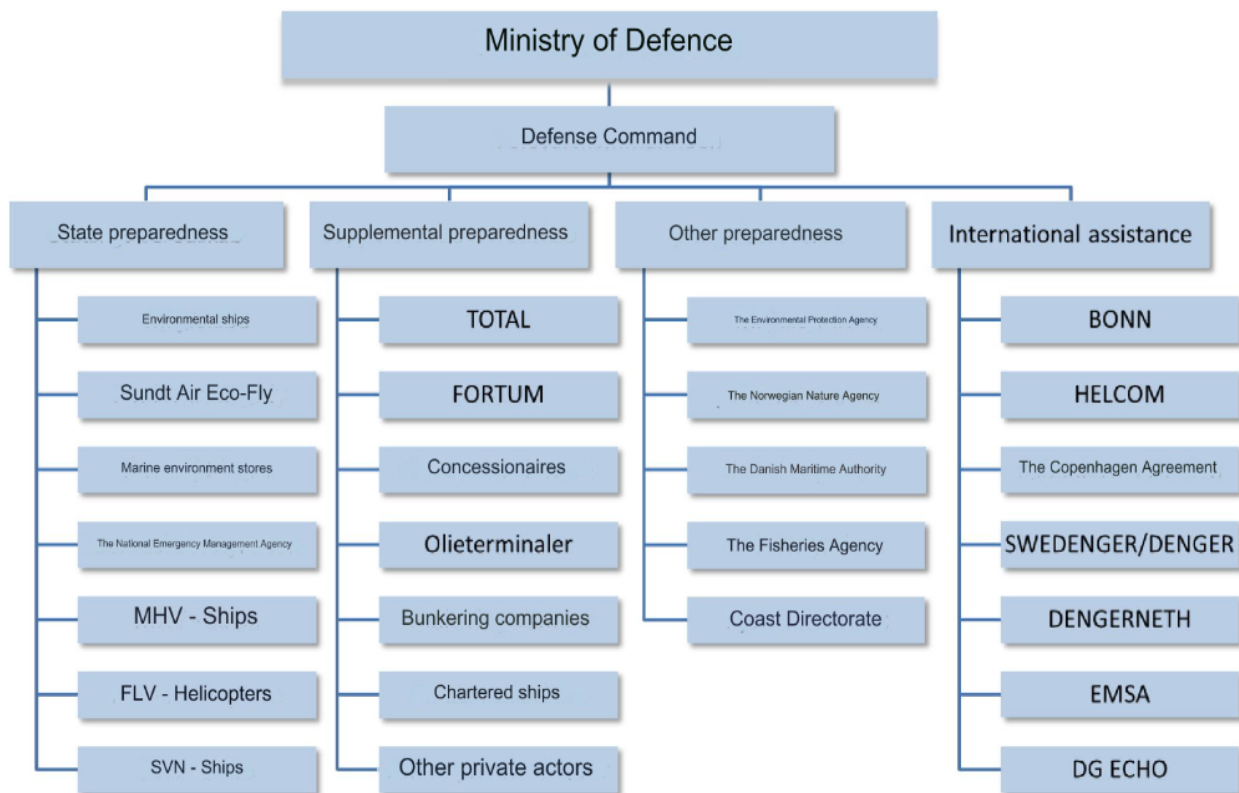 Ministry of Defence
Defense Command
State preparedness
Supplemental preparedness
Other preparedness
International assistance
Environmental ships
Sundt Air Eco-Fly
Marine environment stores
The National Emergency Management Agency
MHV - Ships
FLV - Helicopters
SVN - Ships
TOTAL
FORTUM
Concessionaires
Olieterminaler
Bunkering companies
Chartered ships
Other private actors
The Environmental Protection Agency
The Norwegian Nature Agency
The Danish Maritime Authority
The Fisheries Agency
Coast Directorate
BONN
HELCOM
The Copenhagen Agreement
SWEDENGER/DENGER
DENGERNETH
EMSA
DG ECHO